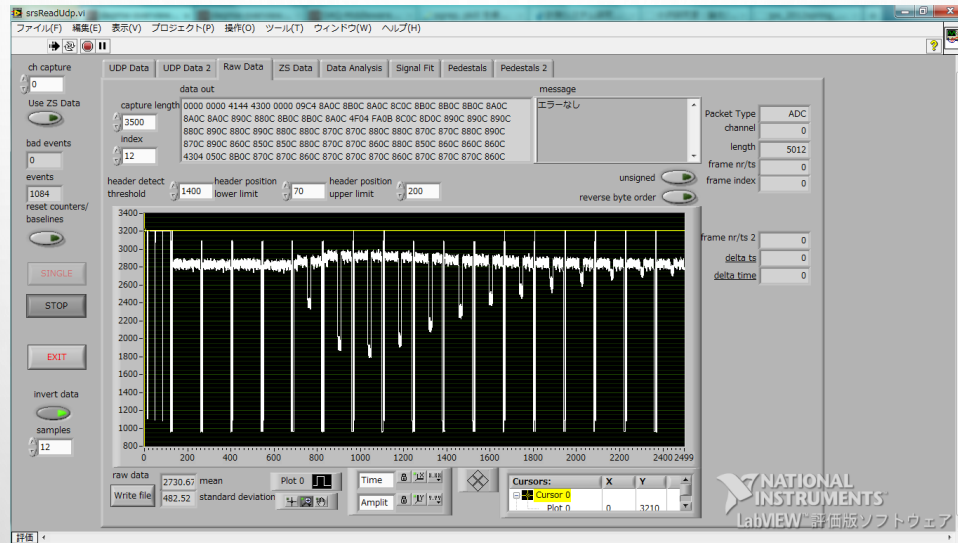 srsReadUdp.vi
ファイル(F) 編集(E) 表示(V) プロジェクト(P) 操作(O) ツール(T) ウィンドウ(W) ヘルプ(H)
ch capture
0
Use ZS Data
bad events
0
events
1084
reset counters/
baselines
SINGLE
STOP
EXIT
invert data
samples
12
UDP Data
UDP Data 2
Raw Data
ZS Data
Data Analysis
Signal Fit
Pedestals
Pedestals 2
data out
capture length
3500
index
12
0000 0000 4144 4300 0000 09C4 8A0C 8B0C 8A0C 8C0C 8B0C 8B0C 8B0C 8A0C
8A0C 8A0C 890C 880C 8B0C 8B0C 8A0C 4F04 FA0B 8C0C 8D0C 890C 890C 890C
880C 890C 880C 890C 880C 880C 870C 870C 870C 880C 880C 870C 870C 880C 890C
870C 890C 860C 850C 850C 860C 870C 870C 860C 880C 850C 860C 860C 860C
4304 050C 8B0C 870C 870C 860C 870C 870C 870C 860C 870C 870C 870C 860C
message
エラーなし
Packet Type ADC
channel 0
length 5012
frame nr/ts 0
frame index 0
unsigned
reverse byte order
header detect
threshold
1400
header position
lower limit
70
header position
upper limit
200
frame nr/ts 2 0
delta ts 0
delta time 0
3400
3200
3000
2800
2600
2400
2200
2000
1800
1600
1400
1200
1000
800
0 200 400 600 800 1000 1200 1400 1600 1800 2000 2200 2400 2499
raw data
Write file
2730.67 mean
482.52 standard deviation
Plot 0
Time
Amplit
Cursors: X Y
Cursor 0
Plot 0 0 3210
NATIONAL
INSTRUMENTS
LabVIEW 評価版ソフトウェア
評価